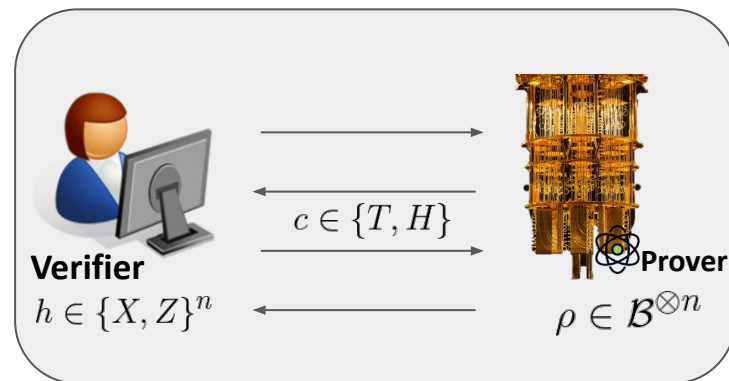 c ∈ {T, H}
Verifier
Prover
h ∈ {X, Z}ⁿ
ρ ∈ 𝓑^{⊗n}